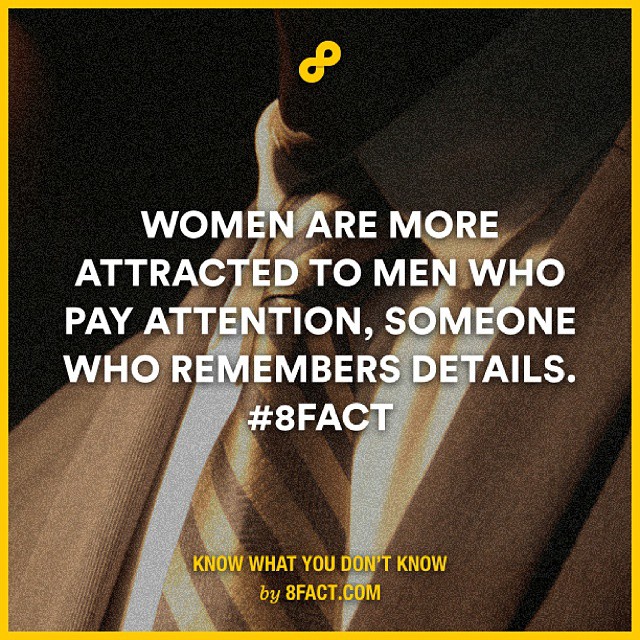 WOMEN ARE MORE
ATTRACTED TO MEN WHO
PAY ATTENTION, SOMEONE
WHO REMEMBERS DETAILS.
#8FACT
KNOW WHAT YOU DON'T KNOW
by 8FACT.COM